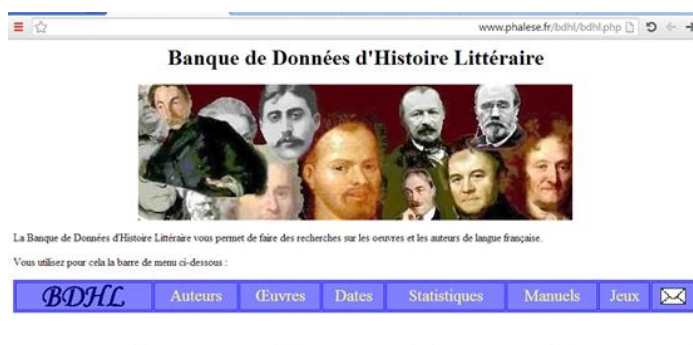 www.phalese.fr/bdhl/bdhl.php
Banque de Données d'Histoire Littéraire
La Banque de Données d'Histoire Littéraire vous permet de faire des recherches sur les oeuvres et les auteurs de langue française.
Vous utilisez pour cela la barre de menu ci-dessous :
BDHL Auteurs Œuvres Dates Statistiques Manuels Jeux